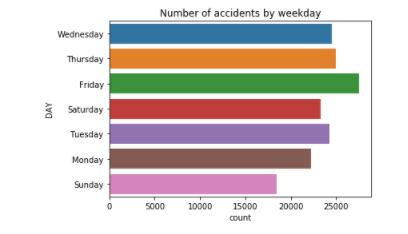 Number of accidents by weekday
Wednesday
Thursday
Friday
Saturday
Tuesday
Monday
Sunday
DAY
0 5000 10000 15000 20000 25000
count